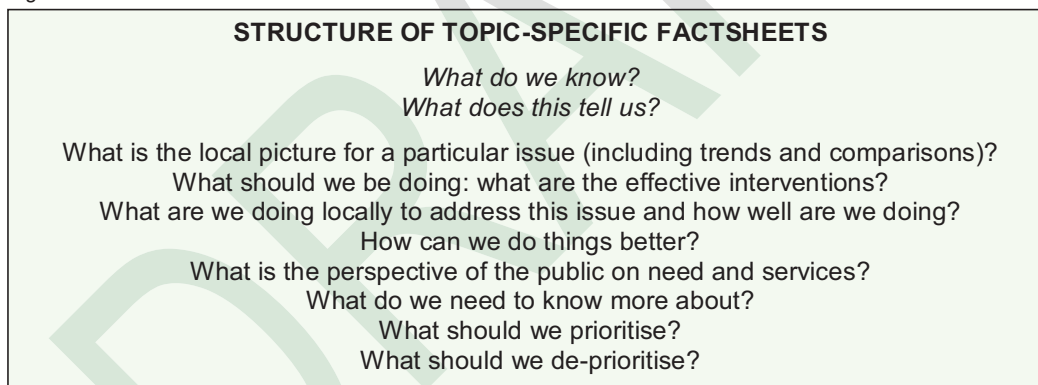 STRUCTURE OF TOPIC-SPECIFIC FACTSHEETS
What do we know?
What does this tell us?
What is the local picture for a particular issue (including trends and comparisons)?
What should we be doing: what are the effective interventions?
What are we doing locally to address this issue and how well are we doing?
How can we do things better?
What is the perspective of the public on need and services?
What do we need to know more about?
What should we prioritise?
What should we de-prioritise?